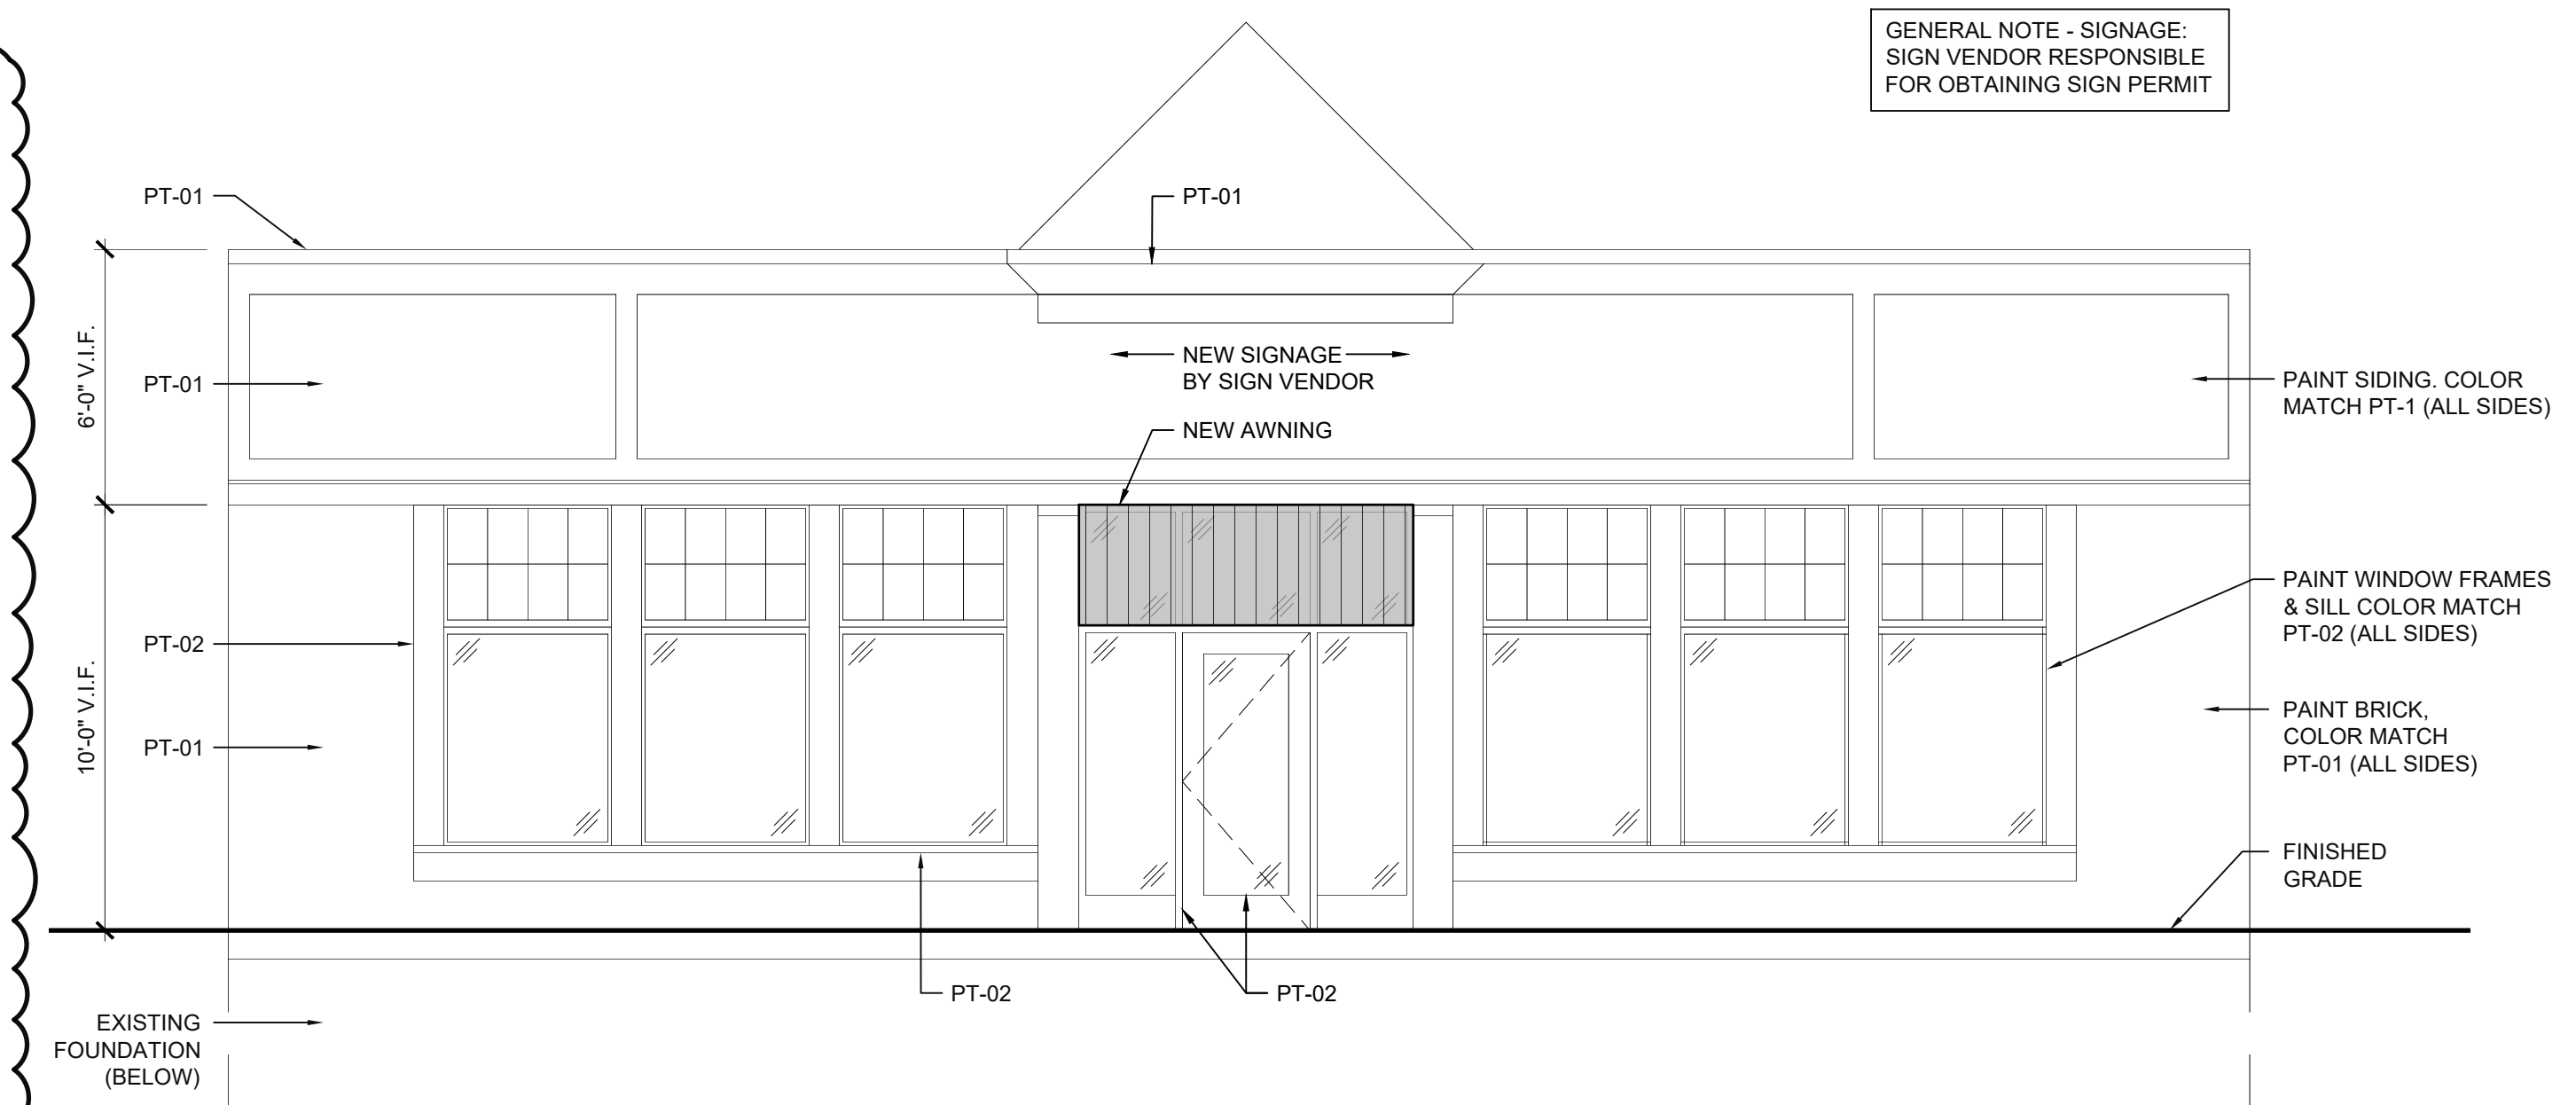 GENERAL NOTE - SIGNAGE:
SIGN VENDOR RESPONSIBLE
FOR OBTAINING SIGN PERMIT
PT-01
PT-01
6'-0" V.I.F.
PT-01
NEW SIGNAGE
BY SIGN VENDOR
NEW AWNING
PAINT SIDING. COLOR
MATCH PT-1 (ALL SIDES)
10'-0" V.I.F.
PT-02
PT-01
PAINT WINDOW FRAMES
& SILL COLOR MATCH
PT-02 (ALL SIDES)
PAINT BRICK,
COLOR MATCH
PT-01 (ALL SIDES)
FINISHED
GRADE
PT-02
PT-02
EXISTING
FOUNDATION
(BELOW)